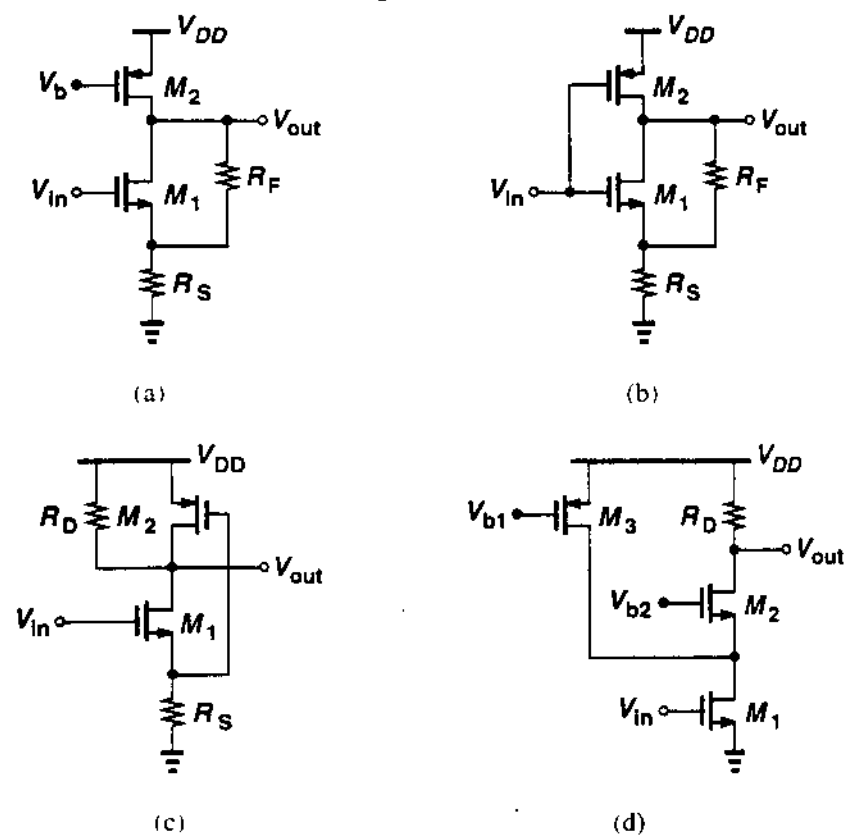 V_DD
V_b M_2
V_out
V_in M_1 R_F
R_S
(a)
V_DD
M_2
V_out
V_in M_1 R_F
R_S
(b)
V_DD
R_D M_2
V_out
V_in M_1
R_S
(c)
V_DD
V_b1 M_3 R_D
V_out
V_b2 M_2
V_in M_1
(d)